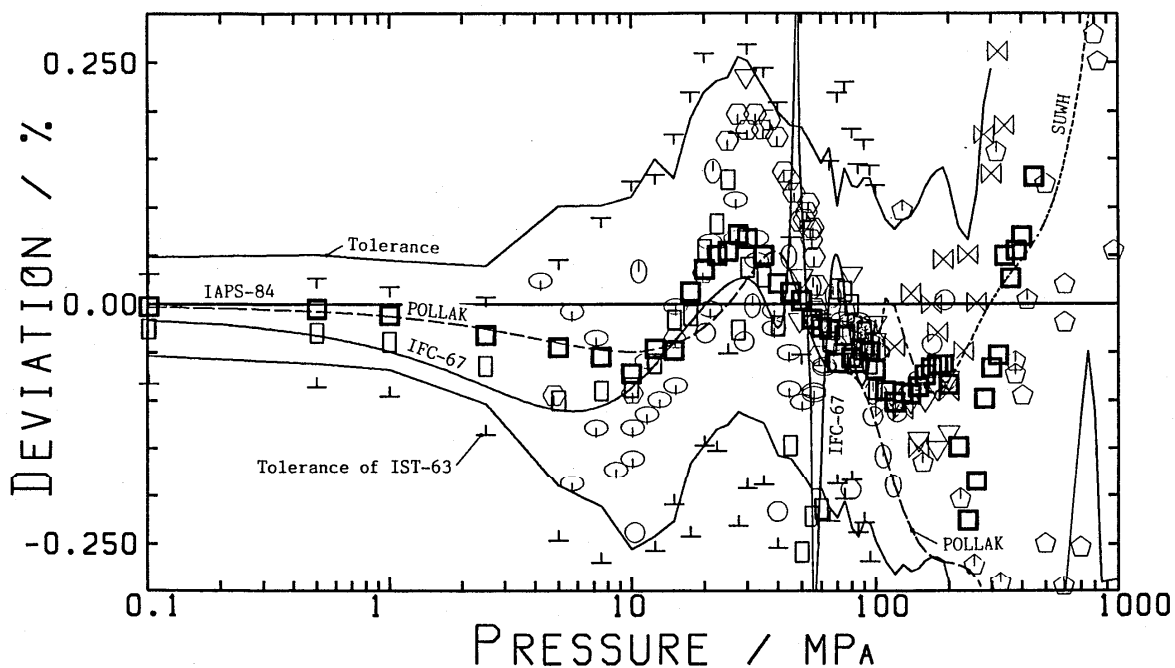 DEVIATION / %
0.250
0.00
-0.250
Tolerance
IAPS-84
POLLAK
IFC-67
Tolerance of IST-63
IFC-67
POLLAK
SUWH
0.1
1
10
100
1000
PRESSURE / MPA